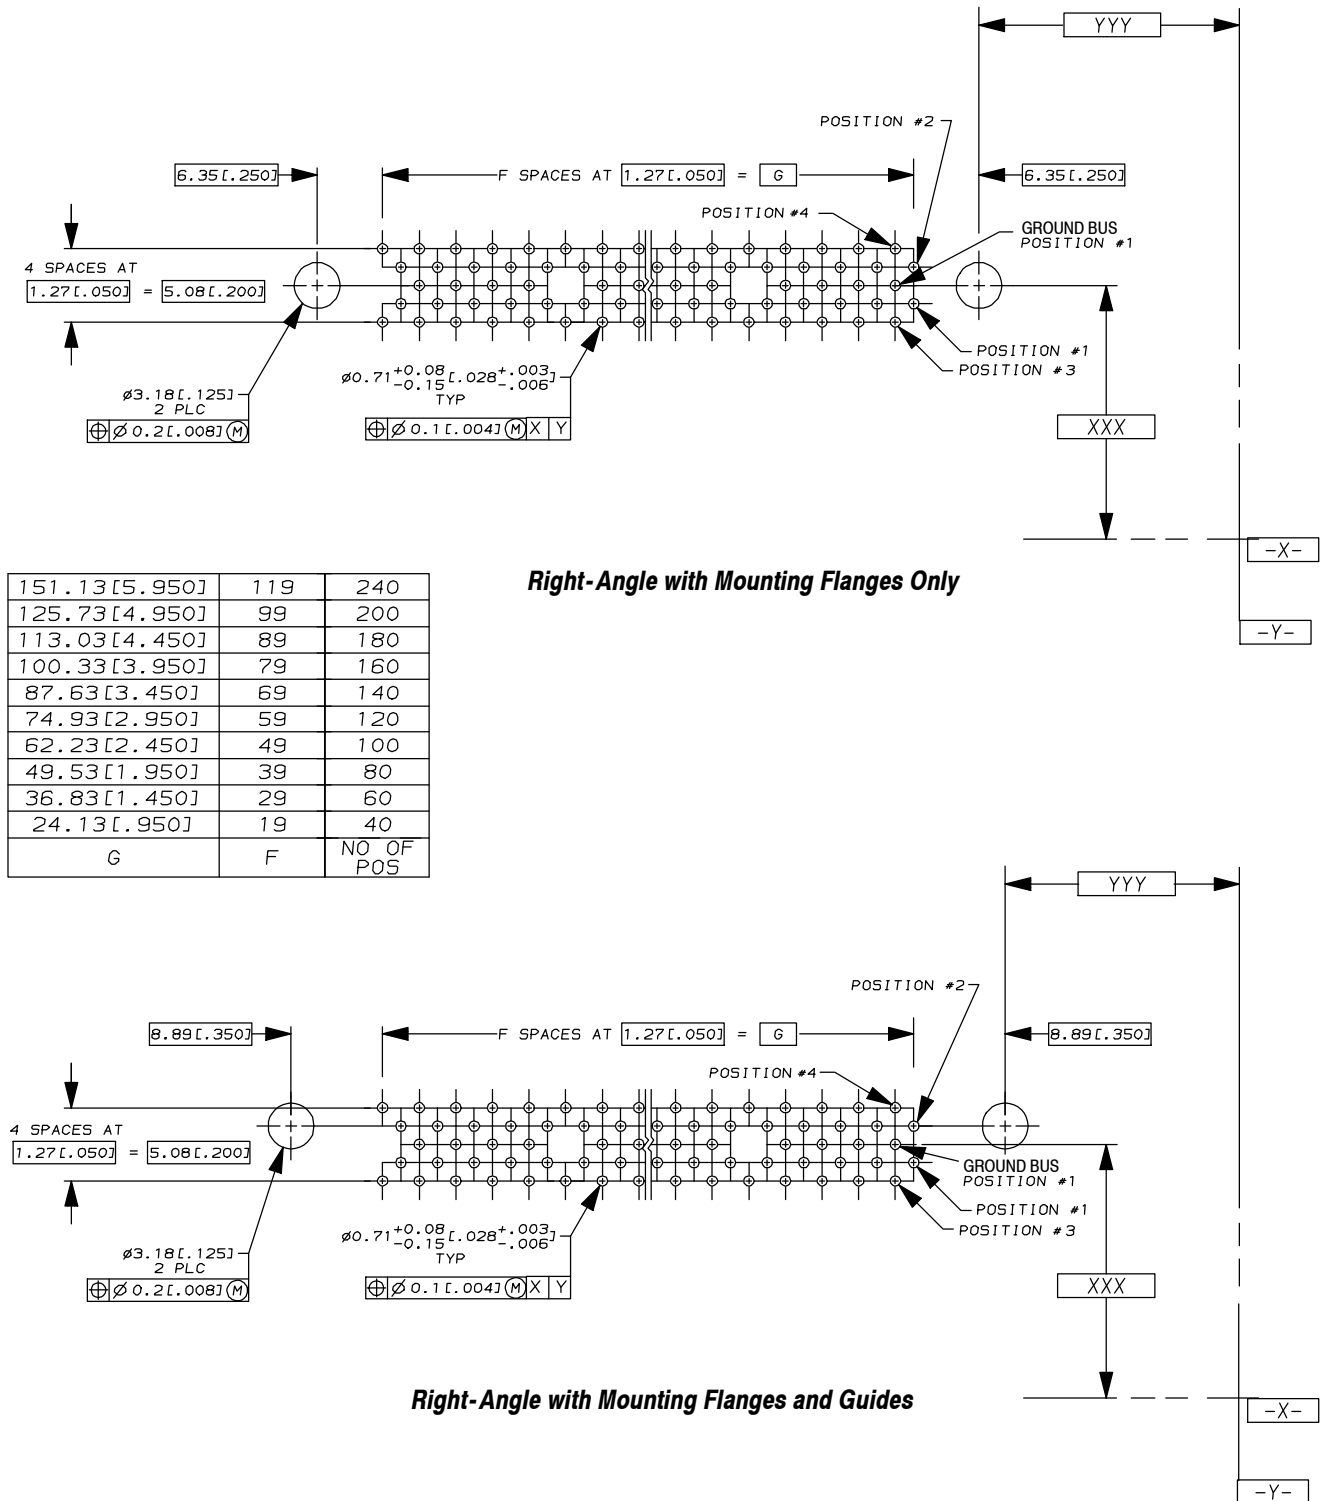 YYY
POSITION #2
6.35[.250]
F SPACES AT 1.27[.050] = G
6.35[.250]
POSITION #4
GROUND BUS
POSITION #1
4 SPACES AT
1.27[.050] = 5.08[.200]
POSITION #1
POSITION #3
⌀0.71+0.08-0.15[.028+.003-.006]
TYP
⌀3.18[.125]
2 PLC
⌖ ⌀ 0.2[.008] Ⓜ
⌖ ⌀ 0.1[.004] Ⓜ X Y
XXX
-X-
Right-Angle with Mounting Flanges Only
-Y-
151.13[5.950] 119 240
125.73[4.950] 99 200
113.03[4.450] 89 180
100.33[3.950] 79 160
87.63[3.450] 69 140
74.93[2.950] 59 120
62.23[2.450] 49 100
49.53[1.950] 39 80
36.83[1.450] 29 60
24.13[.950] 19 40
G F NO OF
POS
YYY
POSITION #2
8.89[.350]
F SPACES AT 1.27[.050] = G
8.89[.350]
POSITION #4
4 SPACES AT
1.27[.050] = 5.08[.200]
GROUND BUS
POSITION #1
POSITION #1
POSITION #3
⌀0.71+0.08-0.15[.028+.003-.006]
TYP
⌀3.18[.125]
2 PLC
⌖ ⌀ 0.2[.008] Ⓜ
⌖ ⌀ 0.1[.004] Ⓜ X Y
XXX
Right-Angle with Mounting Flanges and Guides
-X-
-Y-